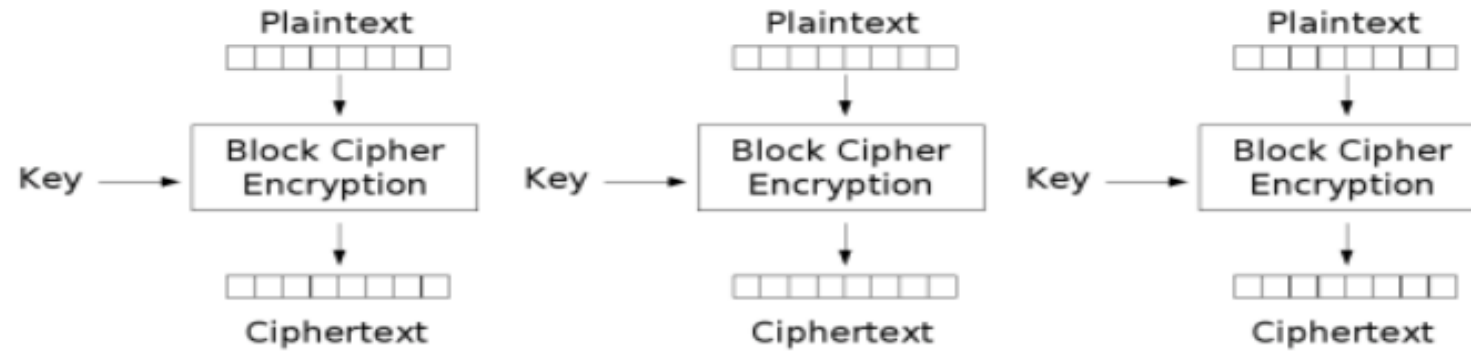 Plaintext Plaintext Plaintext
Key Block Cipher Encryption Key Block Cipher Encryption Key Block Cipher Encryption
Ciphertext Ciphertext Ciphertext